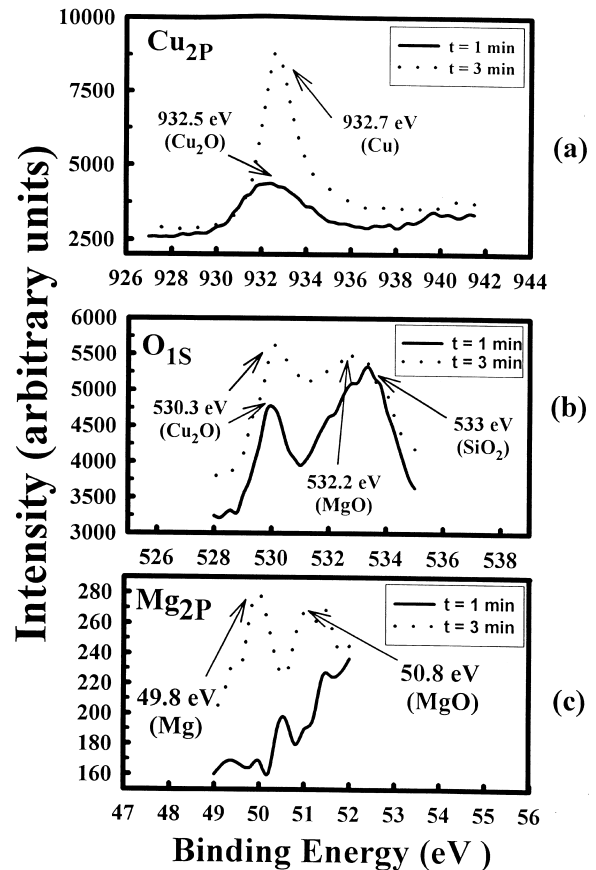 Intensity (arbitrary units)
10000
7500
5000
2500
Cu2P
t = 1 min
t = 3 min
932.5 eV
(Cu2O)
932.7 eV
(Cu)
(a)
926 928 930 932 934 936 938 940 942 944
6000
5500
5000
4500
4000
3500
3000
O1S
t = 1 min
t = 3 min
530.3 eV
(Cu2O)
532.2 eV
(MgO)
533 eV
(SiO2)
(b)
526 528 530 532 534 536 538
280
260
240
220
200
180
160
Mg2P
t = 1 min
t = 3 min
49.8 eV
(Mg)
50.8 eV
(MgO)
(c)
47 48 49 50 51 52 53 54 55 56
Binding Energy (eV )